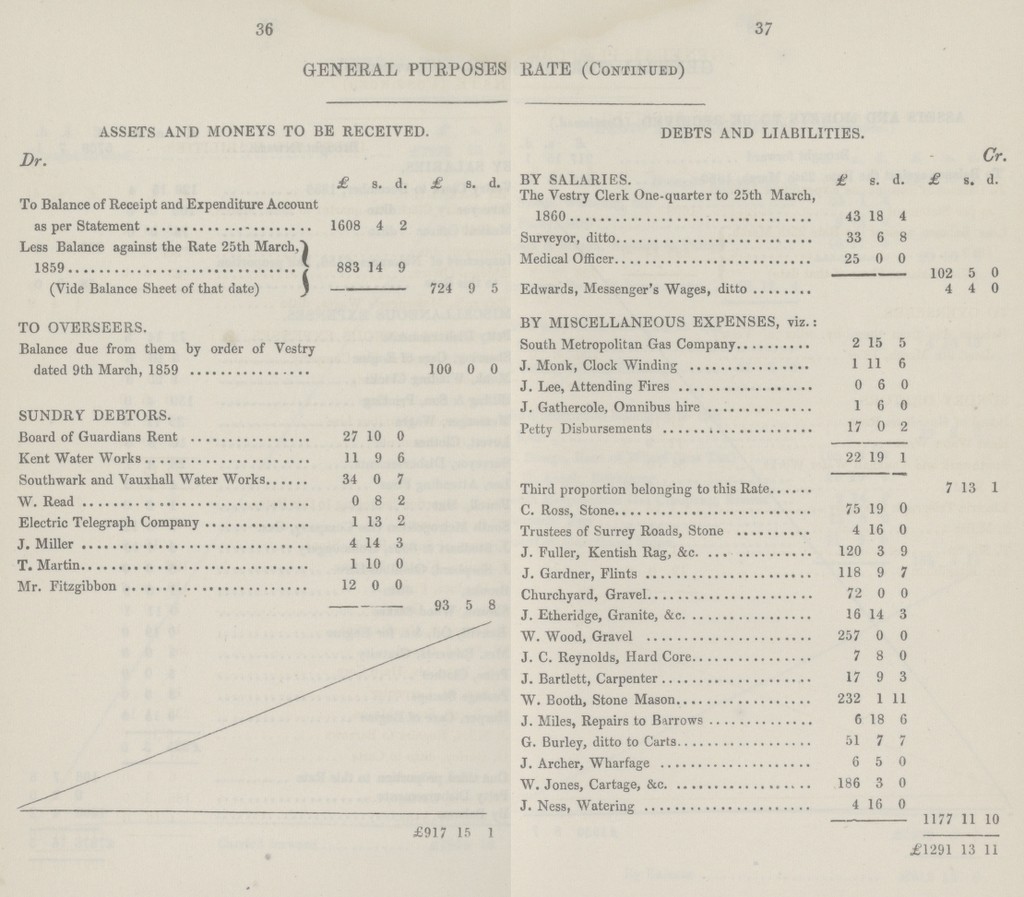 36
GENERAL PURPOSES RATE (CONTINUED)
ASSETS AND MONEYS TO BE RECEIVED.
Dr.
£ s. d. £ s. d.
To Balance of Receipt and Expenditure Account
as per Statement .................... 1608 4 2
Less Balance against the Rate 25th March,
1859.............................. 883 14 9
(Vide Balance Sheet of that date) 724 9 5
TO OVERSEERS.
Balance due from them by order of Vestry
dated 9th March, 1859 ................ 100 0 0
SUNDRY DEBTORS.
Board of Guardians Rent ................ 27 10 0
Kent Water Works...................... 11 9 6
Southwark and Vauxhall Water Works...... 34 0 7
W. Read .............................. 0 8 2
Electric Telegraph Company .............. 1 13 2
J. Miller .............................. 4 14 3
T. Martin.............................. 1 10 0
Mr. Fitzgibbon ........................ 12 0 0
93 5 8
£917 15 1
37
DEBTS AND LIABILITIES.
Cr.
BY SALARIES. £ s. d. £ s. d.
The Vestry Clerk One-quarter to 25th March,
1860.............................. 43 18 4
Surveyor, ditto.......................... 33 6 8
Medical Officer.......................... 25 0 0
102 5 0
Edwards, Messenger's Wages, ditto ........ 4 4 0
BY MISCELLANEOUS EXPENSES, viz.:
South Metropolitan Gas Company.......... 2 15 5
J. Monk, Clock Winding ................ 1 11 6
J. Lee, Attending Fires .................. 0 6 0
J. Gathercole, Omnibus hire .............. 1 6 0
Petty Disbursements .................... 17 0 2
22 19 1
Third proportion belonging to this Rate...... 7 13 1
C. Ross, Stone.......................... 75 19 0
Trustees of Surrey Roads, Stone .......... 4 16 0
J. Fuller, Kentish Rag, &c. .............. 120 3 9
J. Gardner, Flints ...................... 118 9 7
Churchyard, Gravel...................... 72 0 0
J. Etheridge, Granite, &c. ................ 16 14 3
W. Wood, Gravel ...................... 257 0 0
J. C. Reynolds, Hard Core................ 7 8 0
J. Bartlett, Carpenter .................... 17 9 3
W. Booth, Stone Mason.................. 232 1 11
J. Miles, Repairs to Barrows .............. 6 18 6
G. Burley, ditto to Carts.................. 51 7 7
J. Archer, Wharfage .................... 6 5 0
W. Jones, Cartage, &c. .................. 186 3 0
J. Ness, Watering ...................... 4 16 0
1177 11 10
£1291 13 11